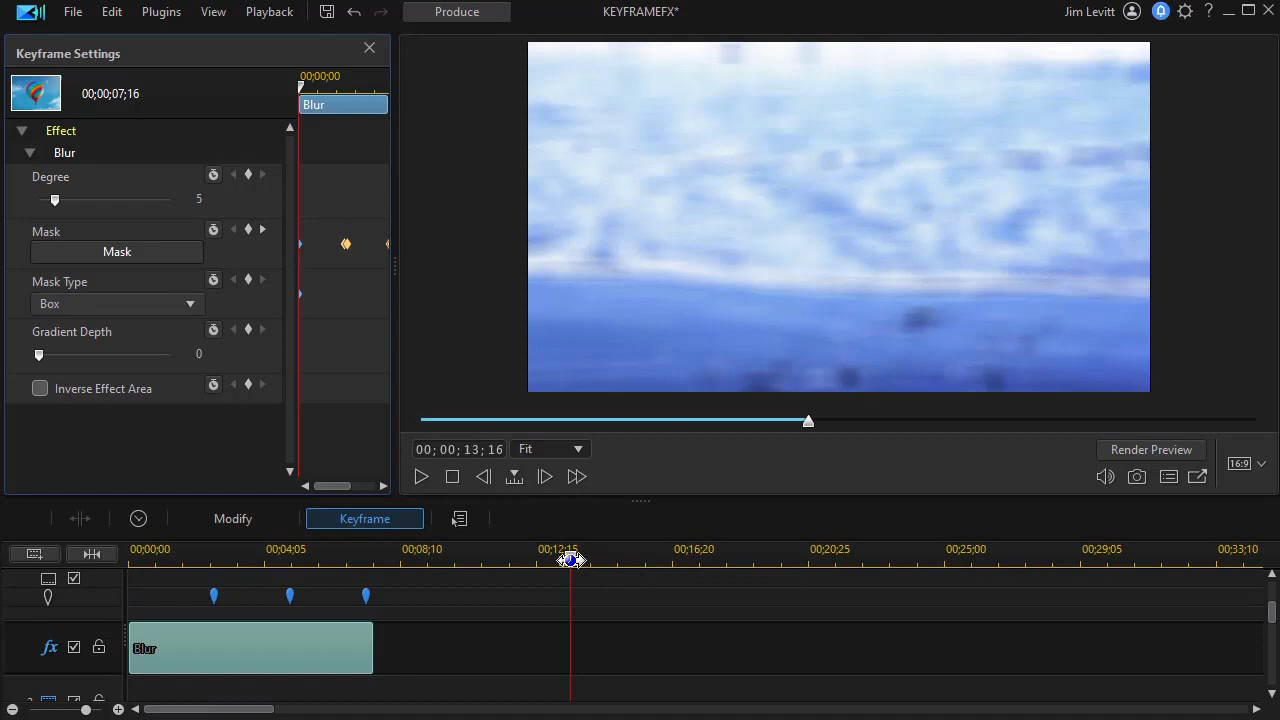 File Edit Plugins View Playback Produce KEYFRAMEFX* Jim Levitt ?
Keyframe Settings
00;00;07;16
00;00;00
Blur
Effect
Blur
Degree
5
Mask
Mask
Mask Type
Box
Gradient Depth
0
Inverse Effect Area
00; 00; 13; 16 Fit Render Preview 16:9
Modify Keyframe
00;00;00 00;04;05 00;08;10 00;12;15 00;16;20 00;20;25 00;25;00 00;29;05 00;33;10
fx Blur